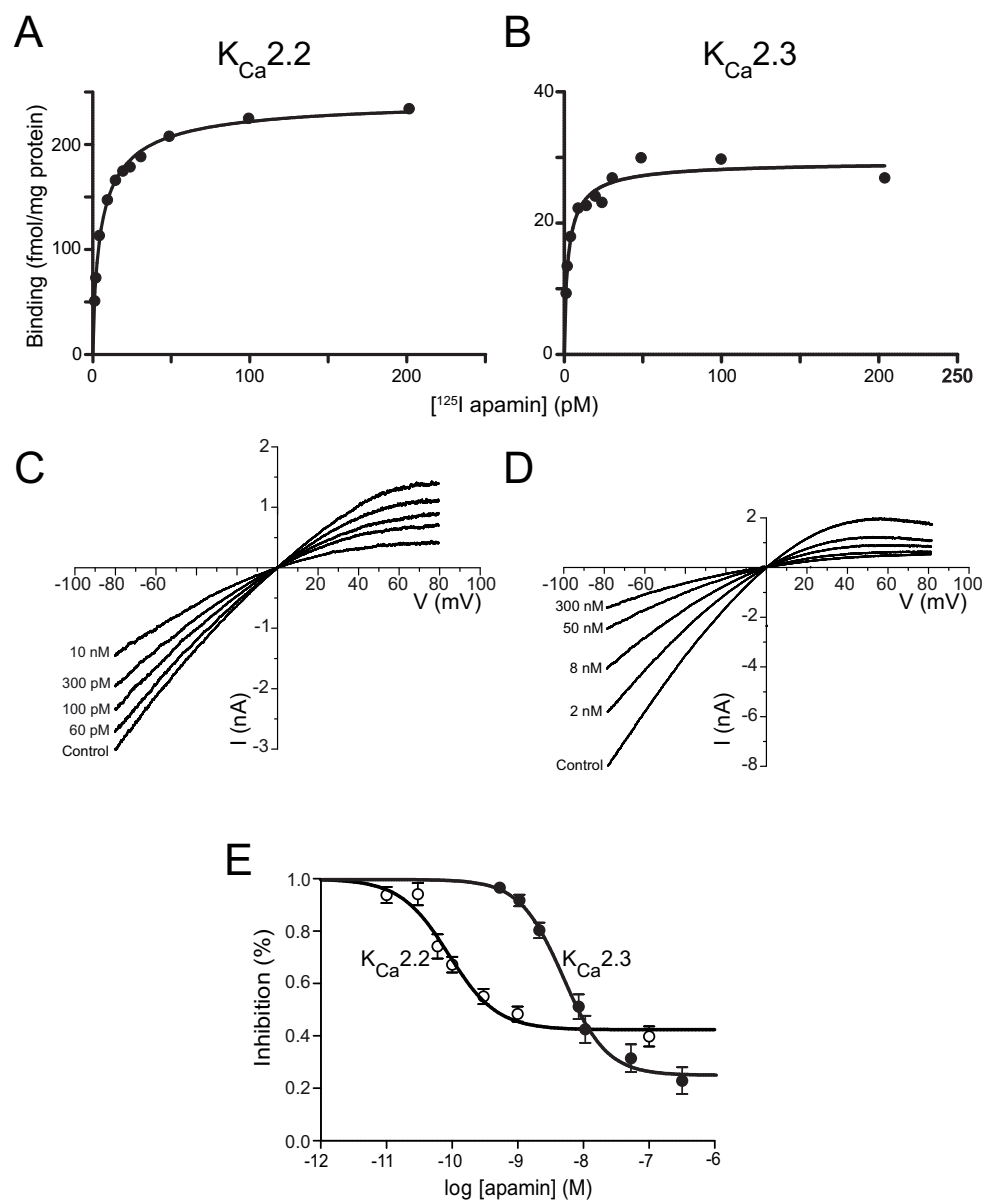 A
K_Ca2.2
Binding (fmol/mg protein)
200
100
0
0 100 200
B
K_Ca2.3
40
20
0
0 100 200 250
[¹²⁵I apamin] (pM)
C
2
1
-100 -80 -60 20 40 60 80 100
V (mV)
-1
-2
-3
I (nA)
10 nM
300 pM
100 pM
60 pM
Control
D
2
-100 -80 -60 20 40 60 80 100
V (mV)
-2
-4
-6
-8
I (nA)
300 nM
50 nM
8 nM
2 nM
Control
E
Inhibition (%)
1.0
0.8
0.6
0.4
0.2
0.0
K_Ca2.2
K_Ca2.3
-12 -11 -10 -9 -8 -7 -6
log [apamin] (M)